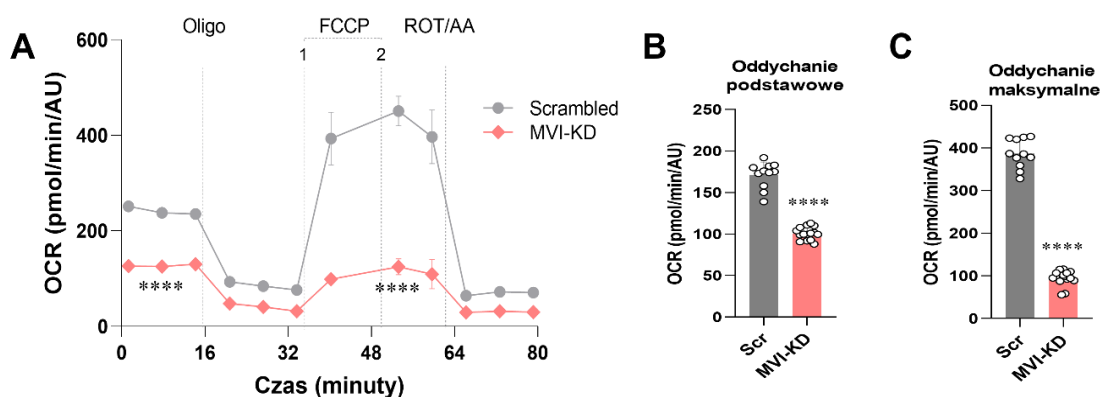 A
Oligo
FCCP
ROT/AA
1
2
600
400
200
0
OCR (pmol/min/AU)
0
16
32
48
64
80
Czas (minuty)
Scrambled
MVI-KD
****
****
B
Oddychanie
podstawowe
250
200
150
100
50
0
OCR (pmol/min/AU)
****
Scr
MVI-KD
C
Oddychanie
maksymalne
500
400
300
200
100
0
OCR (pmol/min/AU)
****
Scr
MVI-KD